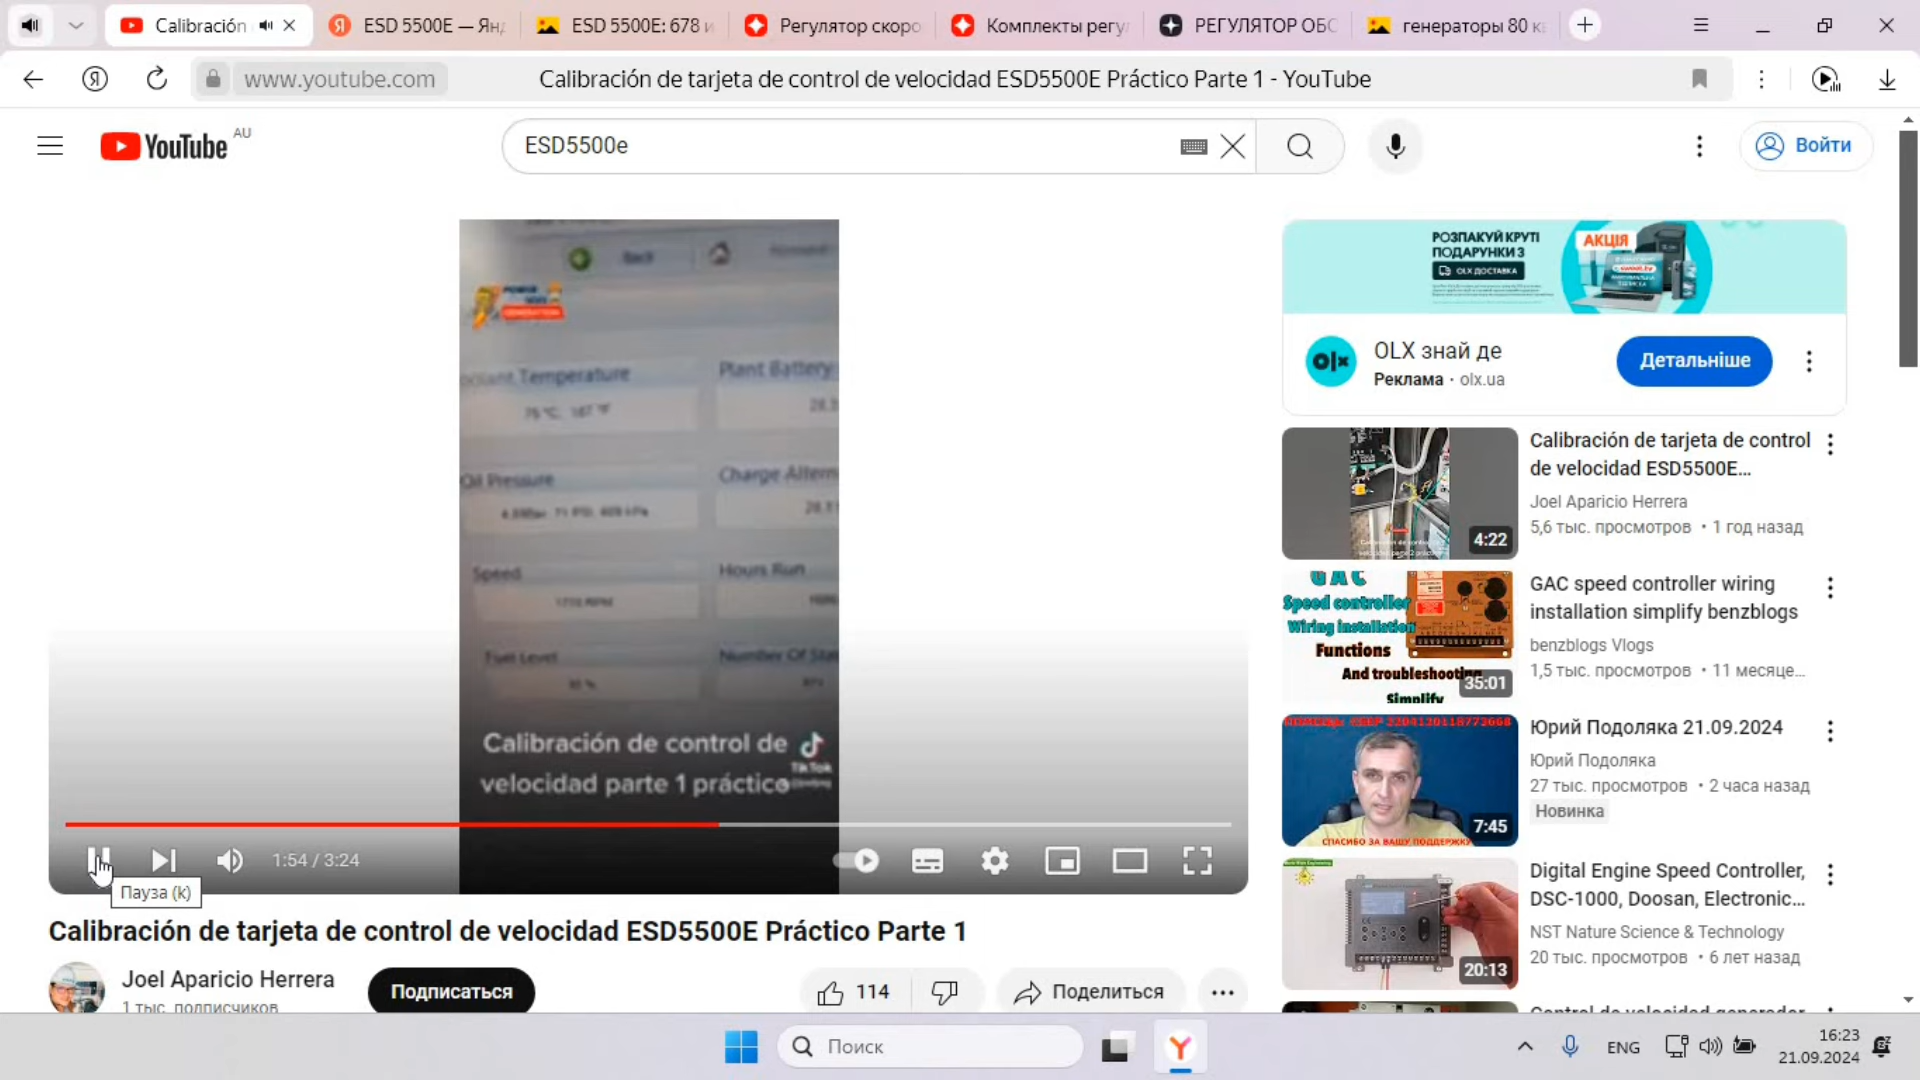 Calibración
ESD 5500E — Ян
ESD 5500E: 678 и
Регулятор скоро
Комплекты регу
РЕГУЛЯТОР ОБО
генераторы 80 к
www.youtube.com
Calibración de tarjeta de control de velocidad ESD5500E Práctico Parte 1 - YouTube
YouTube
AU
ESD5500e
Войти
Back
Coolant Temperature
Plant Battery
Oil Pressure
Charge Altern
Speed
Hours Run
Fuel Level
Calibración de control de
velocidad parte 1 práctico
TikTok
1:54 / 3:24
Пауза (k)
Calibración de tarjeta de control de velocidad ESD5500E Práctico Parte 1
Joel Aparicio Herrera
1 тыс. подписчиков
Подписаться
114
Поделиться
РОЗПАКУЙ КРУТІ
ПОДАРУНКИ З
OLX ДОСТАВКА
АКЦІЯ
olx
OLX знай де
Реклама · olx.ua
Детальніше
4:22
Calibración de tarjeta de control
de velocidad ESD5500E...
Joel Aparicio Herrera
5,6 тыс. просмотров • 1 год назад
GAC
Speed controller
Wiring installation
Functions
And troubleshooting
Simplify
35:01
GAC speed controller wiring
installation simplify benzblogs
benzblogs Vlogs
1,5 тыс. просмотров • 11 месяце...
СПАСИБО ЗА ВАШУ ПОДДЕРЖКУ
7:45
Юрий Подоляка 21.09.2024
Юрий Подоляка
27 тыс. просмотров • 2 часа назад
Новинка
20:13
Digital Engine Speed Controller,
DSC-1000, Doosan, Electronic...
NST Nature Science & Technology
20 тыс. просмотров • 6 лет назад
Control de velocidad generador
Поиск
ENG
16:23
21.09.2024